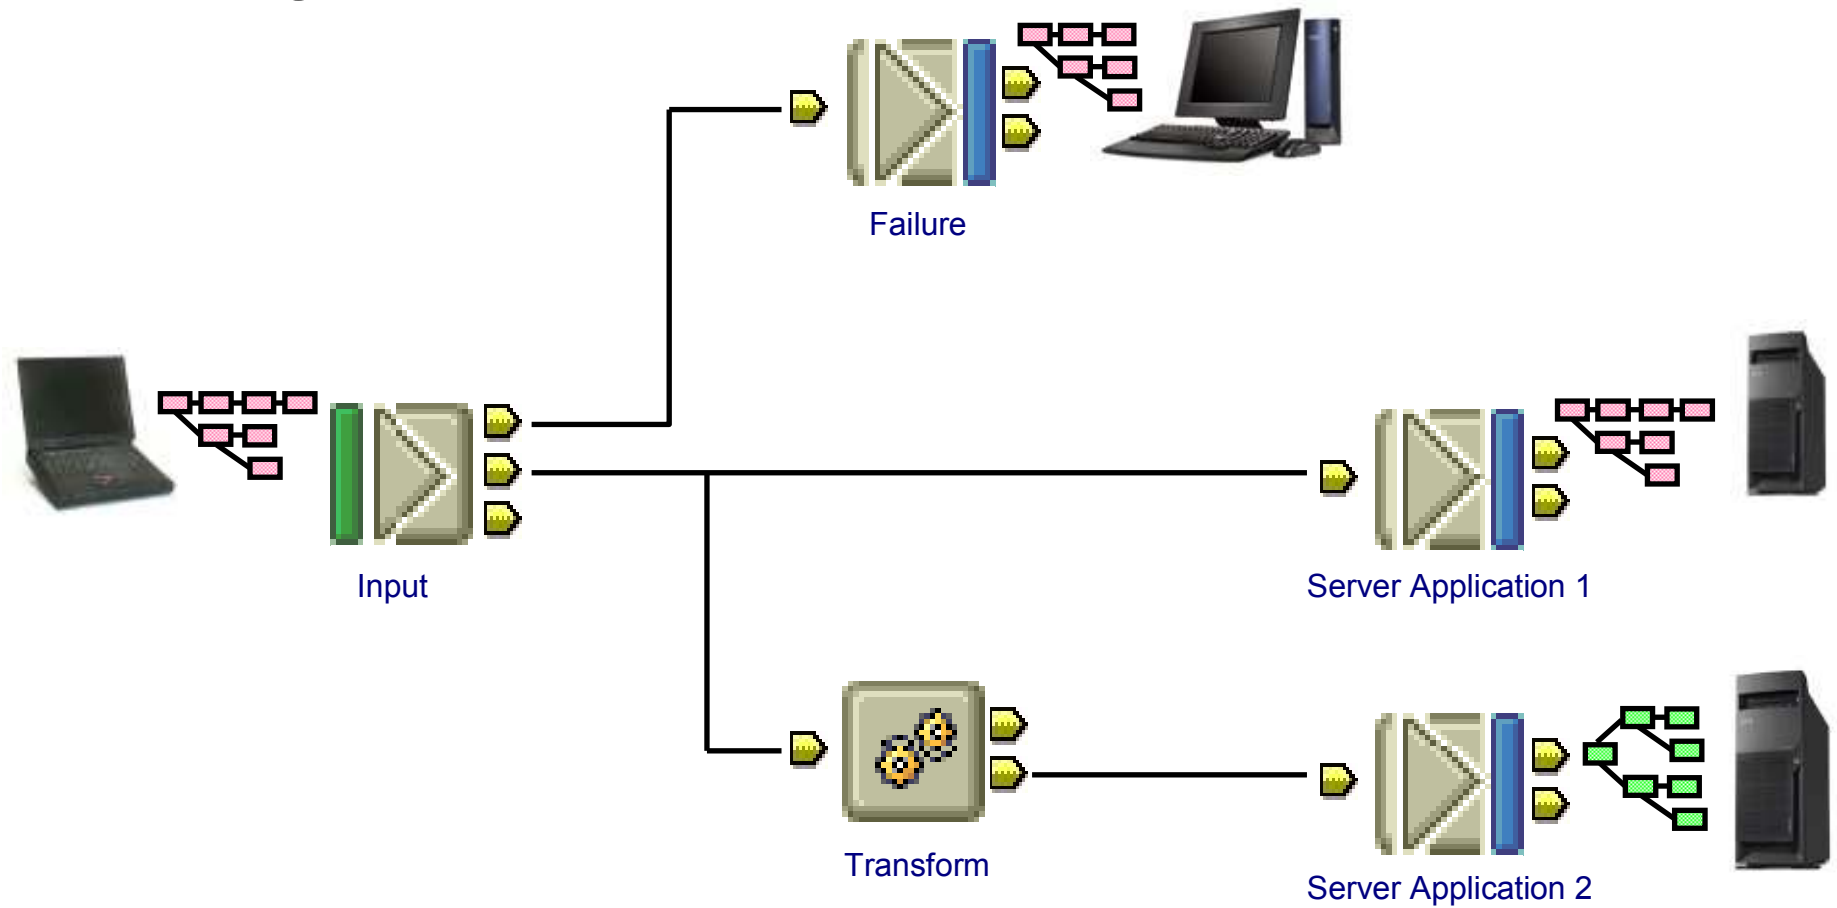 Failure
Input
Server Application 1
Transform
Server Application 2